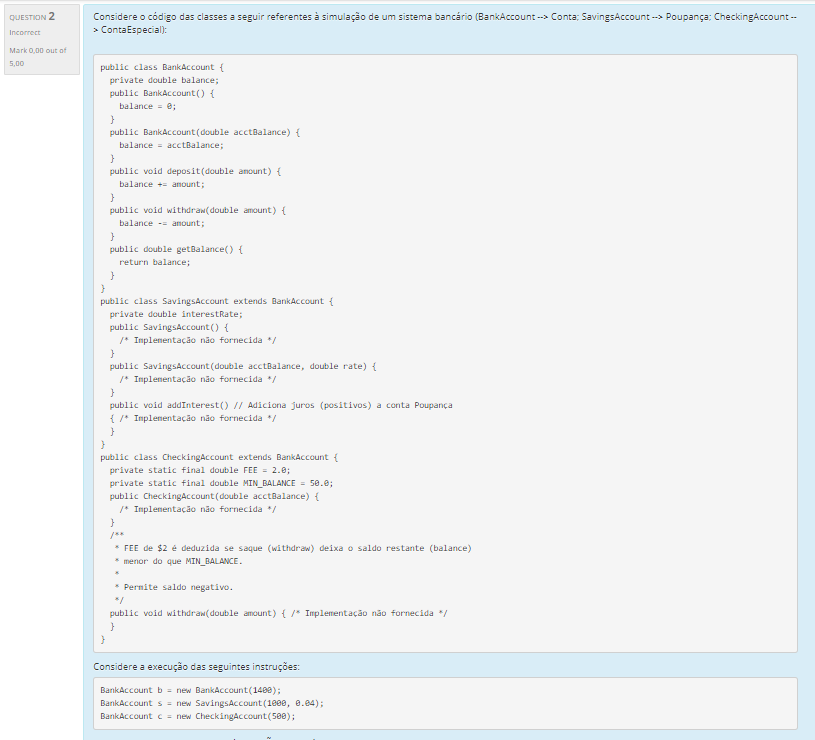 QUESTION 2
Incorrect
Mark 0,00 out of
5,00
Considere o código das classes a seguir referentes à simulação de um sistema bancário (BankAccount --> Conta; SavingsAccount --> Poupança; CheckingAccount --
> ContaEspecial):
public class BankAccount {
private double balance;
public BankAccount() {
balance = 0;
}
public BankAccount(double acctBalance) {
balance = acctBalance;
}
public void deposit(double amount) {
balance += amount;
}
public void withdraw(double amount) {
balance -= amount;
}
public double getBalance() {
return balance;
}
}
public class SavingsAccount extends BankAccount {
private double interestRate;
public SavingsAccount() {
/* Implementação não fornecida */
}
public SavingsAccount(double acctBalance, double rate) {
/* Implementação não fornecida */
}
public void addInterest() // Adiciona juros (positivos) a conta Poupança
{ /* Implementação não fornecida */
}
}
public class CheckingAccount extends BankAccount {
private static final double FEE = 2.0;
private static final double MIN_BALANCE = 50.0;
public CheckingAccount(double acctBalance) {
/* Implementação não fornecida */
}
/**
* FEE de $2 é deduzida se saque (withdraw) deixa o saldo restante (balance)
* menor do que MIN_BALANCE.
*
* Permite saldo negativo.
*/
public void withdraw(double amount) { /* Implementação não fornecida */
}
}
Considere a execução das seguintes instruções:
BankAccount b = new BankAccount(1400);
BankAccount s = new SavingsAccount(1000, 0.04);
BankAccount c = new CheckingAccount(500);